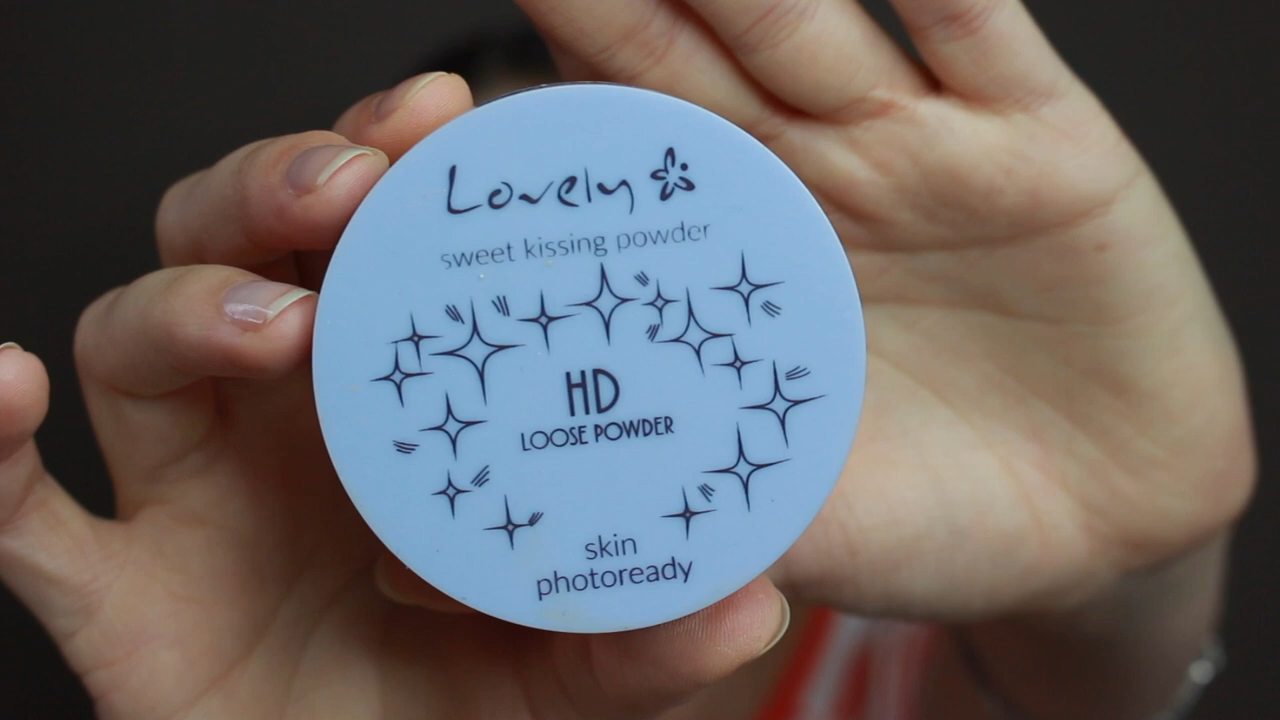 Lovely
sweet kissing powder
HD
LOOSE POWDER
skin
photoready